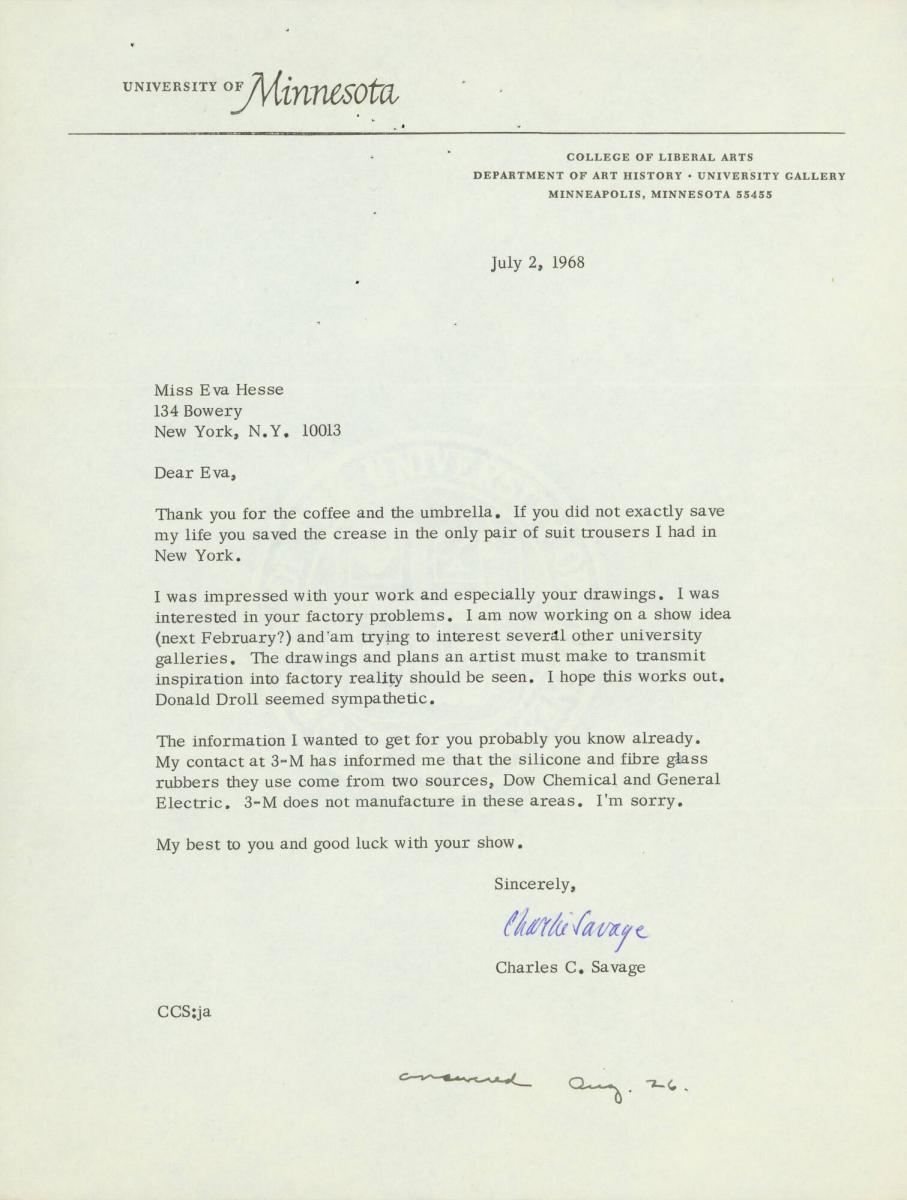 UNIVERSITY OF Minnesota
COLLEGE OF LIBERAL ARTS
DEPARTMENT OF ART HISTORY • UNIVERSITY GALLERY
MINNEAPOLIS, MINNESOTA 55455
July 2, 1968
Miss Eva Hesse
134 Bowery
New York, N.Y. 10013
Dear Eva,
Thank you for the coffee and the umbrella. If you did not exactly save
my life you saved the crease in the only pair of suit trousers I had in
New York.
I was impressed with your work and especially your drawings. I was
interested in your factory problems. I am now working on a show idea
(next February?) and'am trying to interest several other university
galleries. The drawings and plans an artist must make to transmit
inspiration into factory reality should be seen. I hope this works out.
Donald Droll seemed sympathetic.
The information I wanted to get for you probably you know already.
My contact at 3-M has informed me that the silicone and fibre glass
rubbers they use come from two sources, Dow Chemical and General
Electric. 3-M does not manufacture in these areas. I'm sorry.
My best to you and good luck with your show.
Sincerely,
Charlie Savage
Charles C. Savage
CCS:ja
answered Aug. 26.